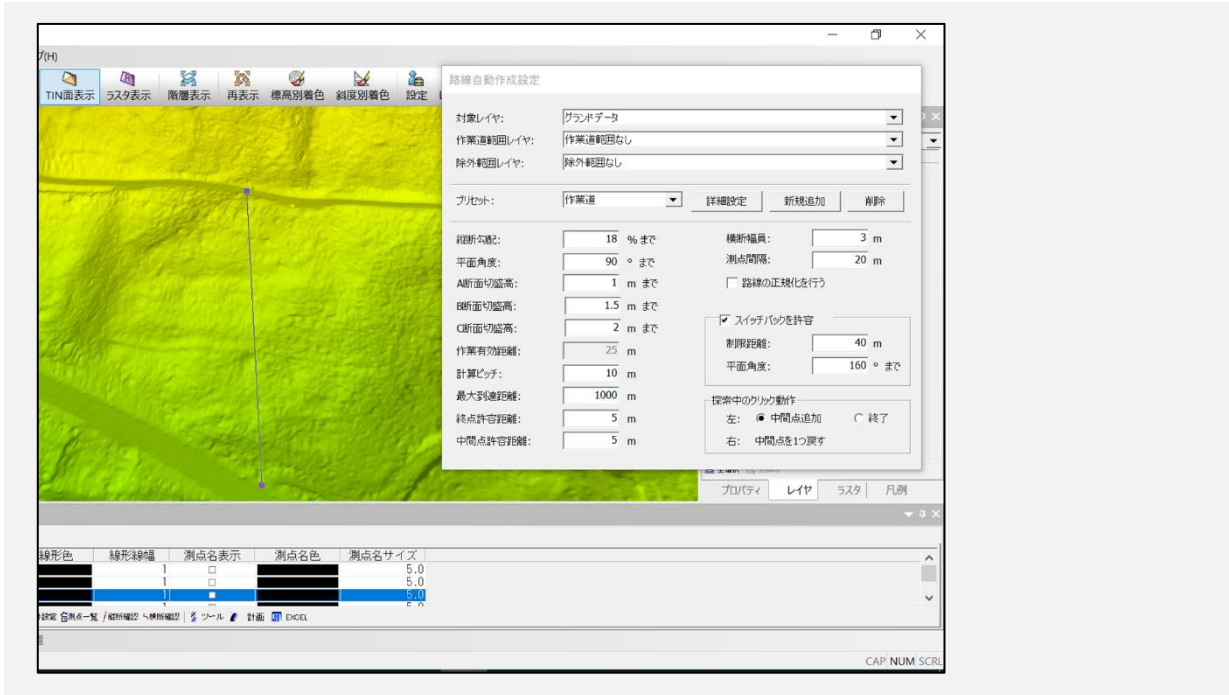 プ(H)
TIN面表示 ラスタ表示 階層表示 再表示 標高別着色 斜度別着色 設定
路線自動作成設定
対象レイヤ: グランドデータ
作業道範囲レイヤ: 作業道範囲なし
除外範囲レイヤ: 除外範囲なし
プリセット: 作業道 詳細設定 新規追加 削除
縦断勾配: 18 %まで 横断幅員: 3 m
平面角度: 90 ° まで 測点間隔: 20 m
A断面切盛高: 1 m まで 路線の正規化を行う
B断面切盛高: 1.5 m まで
C断面切盛高: 2 m まで スイッチバックを許容
作業有効距離: 25 m 制限距離: 40 m
計算ピッチ: 10 m 平面角度: 160 ° まで
最大到達距離: 1000 m 探索中のクリック動作
終点許容距離: 5 m 左: 中間点追加 終了
中間点許容距離: 5 m 右: 中間点を1つ戻す
プロパティ レイヤ ラスタ 凡例
線形色 線形線幅 測点名表示 測点名色 測点名サイズ
1 5.0
1 5.0
1 5.0
測点一覧 縦断確認 横断確認 ツール 計画 EXCEL
CAP NUM SCRL